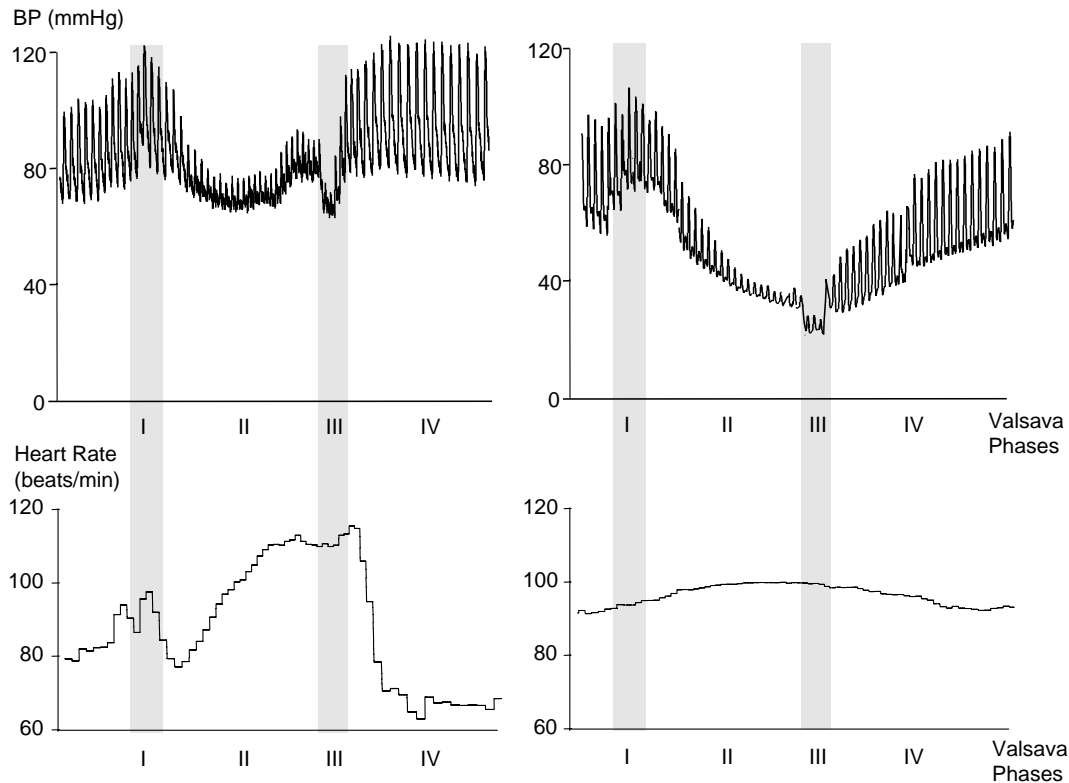 BP (mmHg)
120
80
40
0
I II III IV
120
80
40
0
I II III IV Valsava
Phases
Heart Rate
(beats/min)
120
100
80
60
I II III IV
120
100
80
60
I II III IV Valsava
Phases